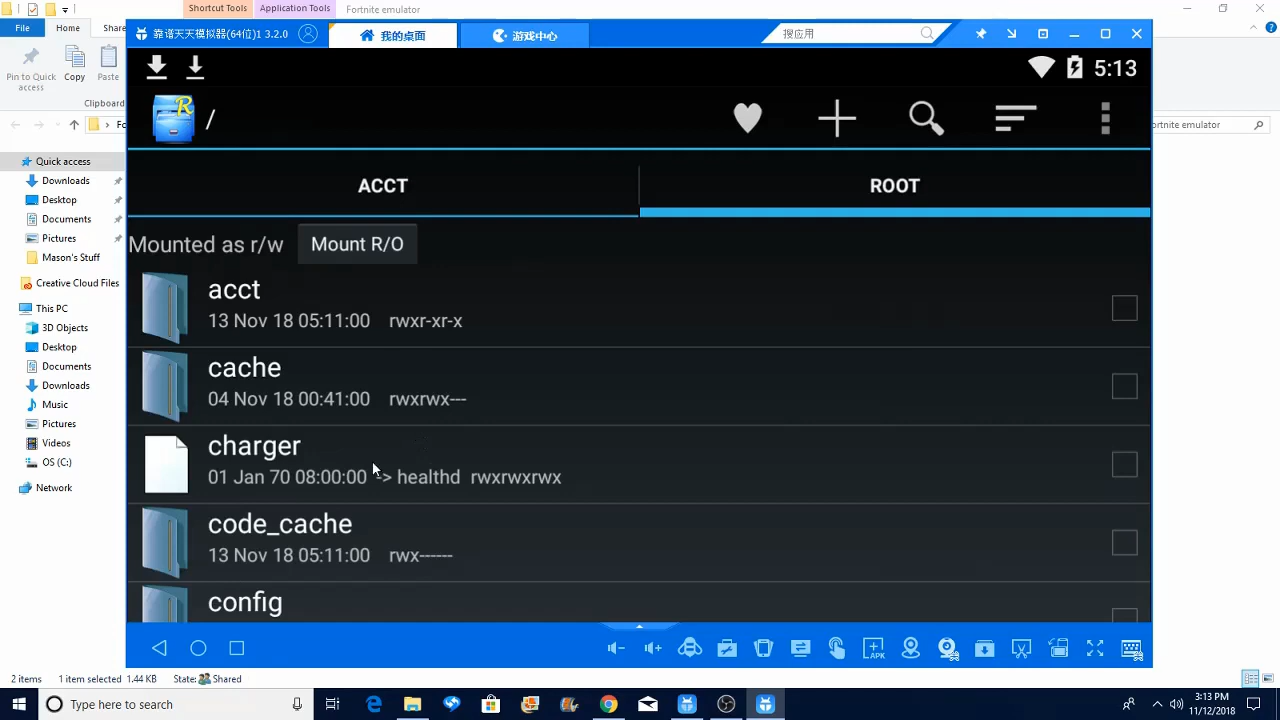 Shortcut Tools
Application Tools
Fortnite emulator
File
Home
Share
靠谱天天模拟器(64位)1 3.2.0
我的桌面
游戏中心
搜应用
Pin to Quick
access
Copy
Paste
Clipboard
5:13
R
/
Fo
ortnite emulator
Quick access
Downloads
Desktop
Documents
Pictures
Mason's Stuff
Creative Cloud Files
This PC
3D Objects
Desktop
Documents
Downloads
Music
Pictures
Videos
OS (C:)
Network
ACCT
ROOT
Mounted as r/w
Mount R/O
acct
13 Nov 18 05:11:00 rwxr-xr-x
cache
04 Nov 18 00:41:00 rwxrwx---
charger
01 Jan 70 08:00:00 -> healthd rwxrwxrwx
code_cache
13 Nov 18 05:11:00 rwx------
config
+APK
2 items
1 item selected 1.44 KB
State:
Shared
Type here to search
3:13 PM
11/12/2018